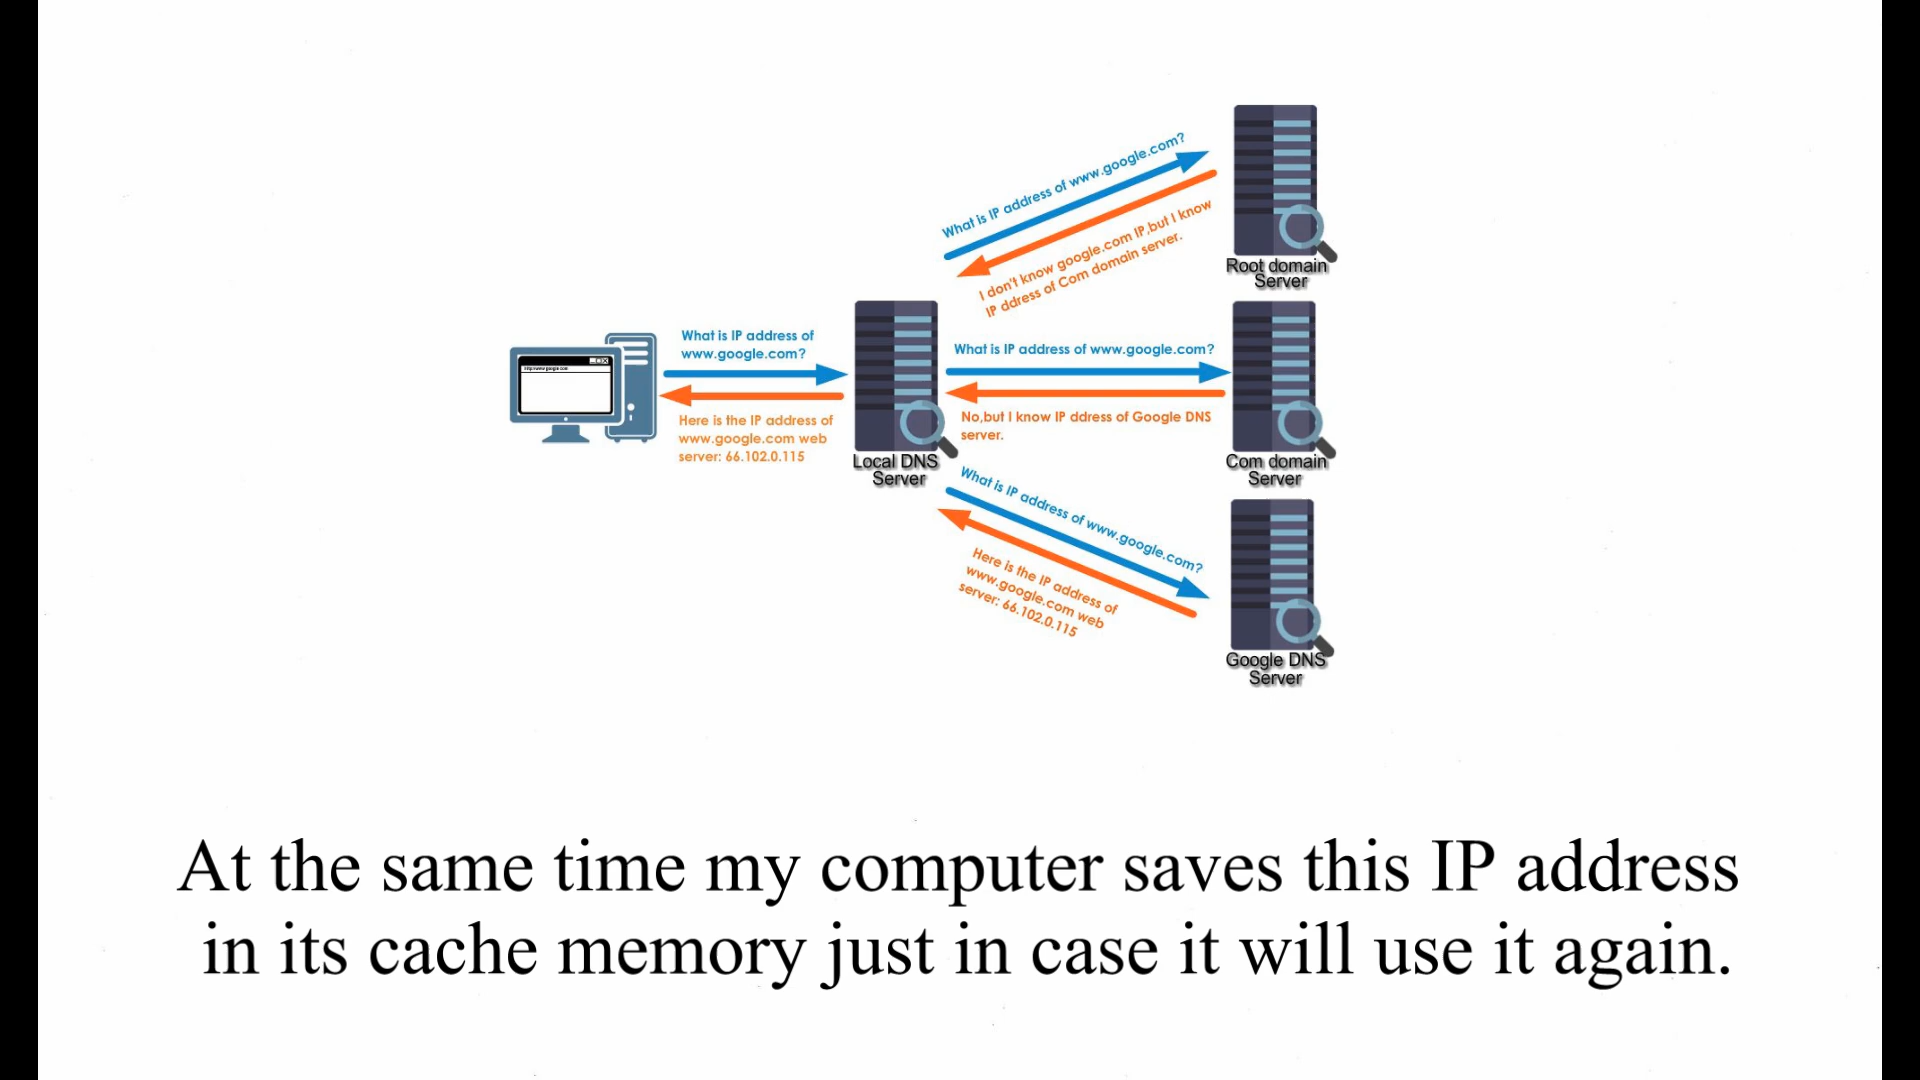 What is IP address of www.google.com?
I don't know google.com IP,but I know
IP ddress of Com domain server.
Root domain
Server
http://www.google.com
What is IP address of
www.google.com?
Here is the IP address of
www.google.com web
server: 66.102.0.115
Local DNS
Server
What is IP address of www.google.com?
No,but I know IP ddress of Google DNS
server.
Com domain
Server
What is IP address of www.google.com?
Here is the IP address of
www.google.com web
server: 66.102.0.115
Google DNS
Server
At the same time my computer saves this IP address
in its cache memory just in case it will use it again.